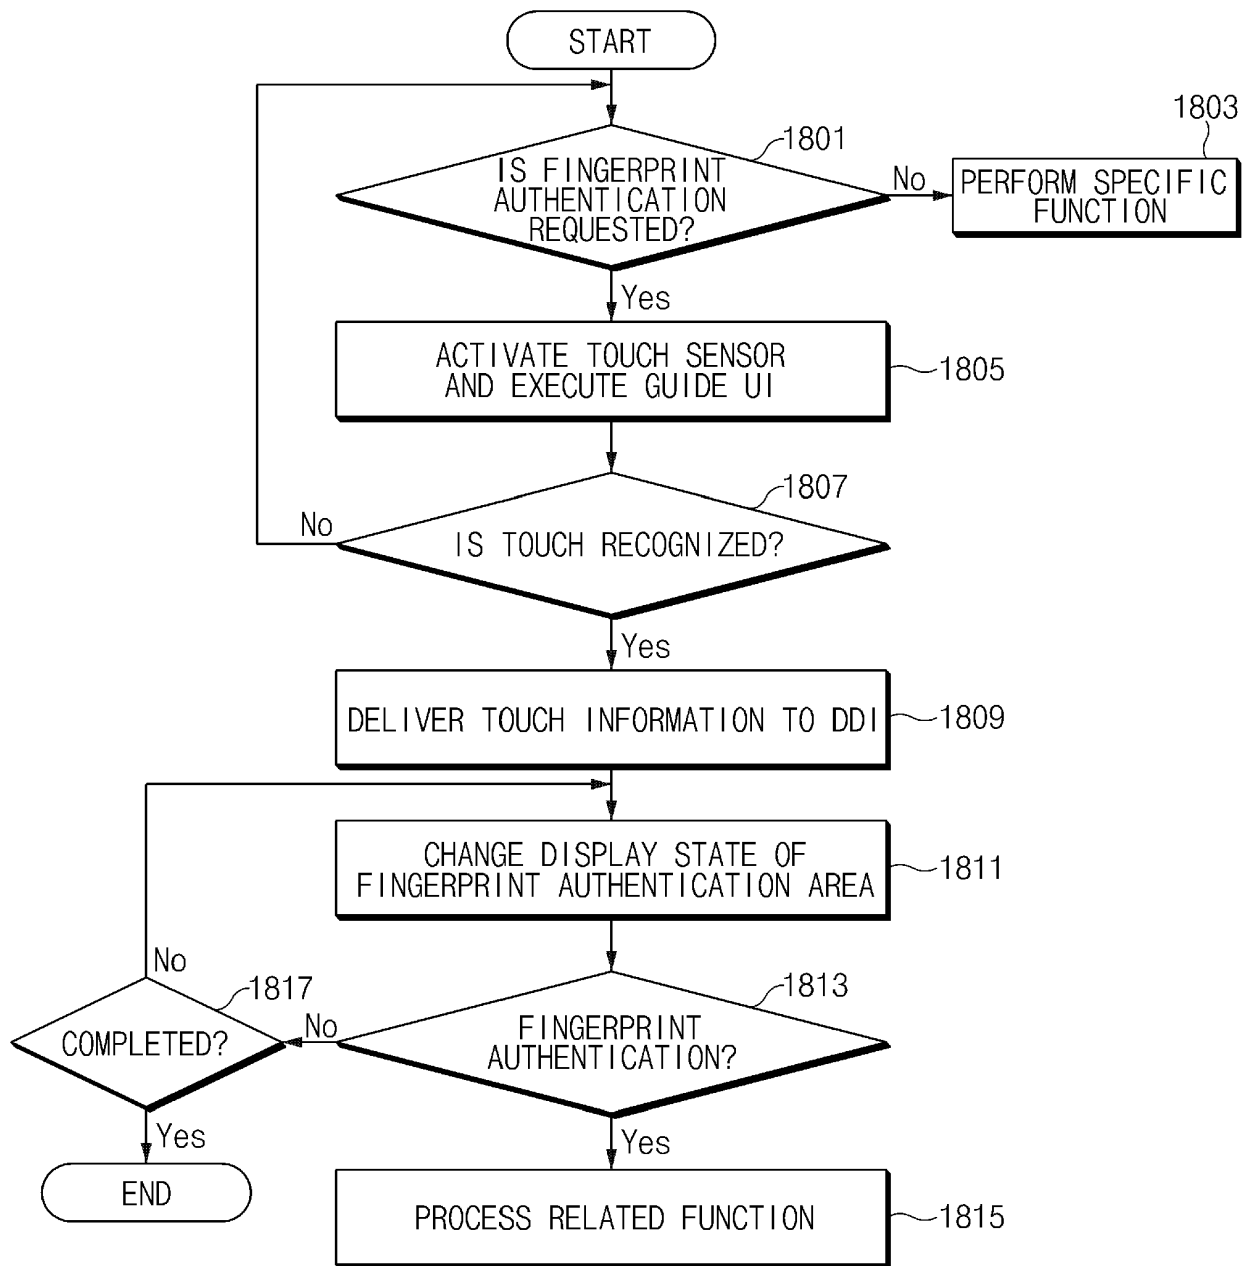 START
1801
1803
IS FINGERPRINT
AUTHENTICATION
REQUESTED?
No
PERFORM SPECIFIC
FUNCTION
Yes
ACTIVATE TOUCH SENSOR
AND EXECUTE GUIDE UI
1805
1807
No
IS TOUCH RECOGNIZED?
Yes
DELIVER TOUCH INFORMATION TO DDI
1809
CHANGE DISPLAY STATE OF
FINGERPRINT AUTHENTICATION AREA
1811
No
1817
1813
COMPLETED?
No
FINGERPRINT
AUTHENTICATION?
Yes
Yes
END
PROCESS RELATED FUNCTION
1815